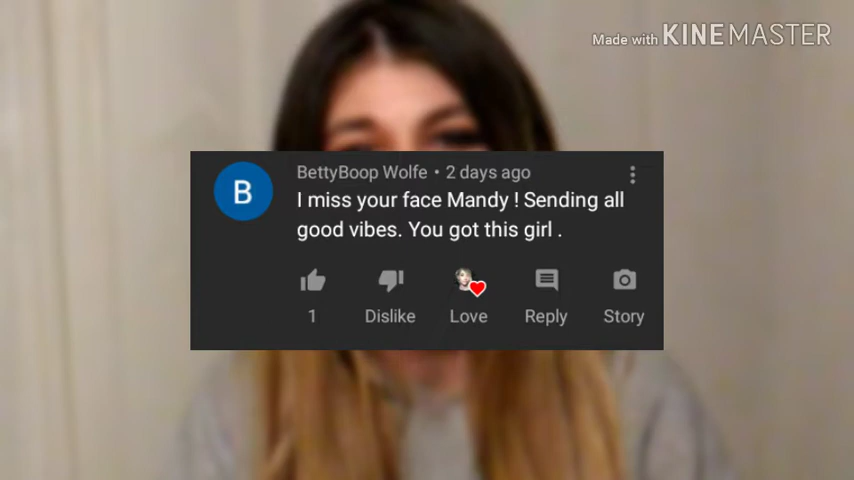 Made with KINEMASTER
BettyBoop Wolfe • 2 days ago
I miss your face Mandy ! Sending all
good vibes. You got this girl .
1 Dislike Love Reply Story
B